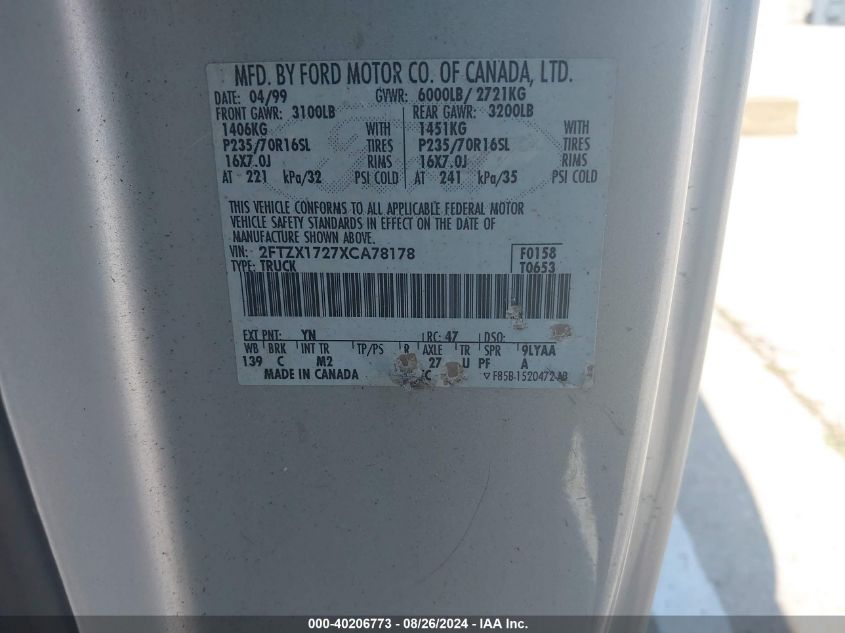 MFD. BY FORD MOTOR CO. OF CANADA, LTD.
DATE: 04/99 GVWR: 6000LB/ 2721KG
FRONT GAWR: 3100LB REAR GAWR: 3200LB
1406KG WITH 1451KG WITH
P235/70R16SL TIRES P235/70R16SL TIRES
16X7.0J RIMS 16X7.0J RIMS
AT 221 kPa/32 PSI COLD AT 241 kPa/35 PSI COLD
THIS VEHICLE CONFORMS TO ALL APPLICABLE FEDERAL MOTOR
VEHICLE SAFETY STANDARDS IN EFFECT ON THE DATE OF
MANUFACTURE SHOWN ABOVE.
VIN: 2FTZX1727XCA78178 F0158
TYPE: TRUCK T0653
EXT PNT: YN RC: 47 DSO:
WB BRK INT TR TP/PS R AXLE TR SPR 9LYAA
139 C M2 27 U PF A
MADE IN CANADA F85B-1520472-AB
000-40206773 - 08/26/2024 - IAA Inc.